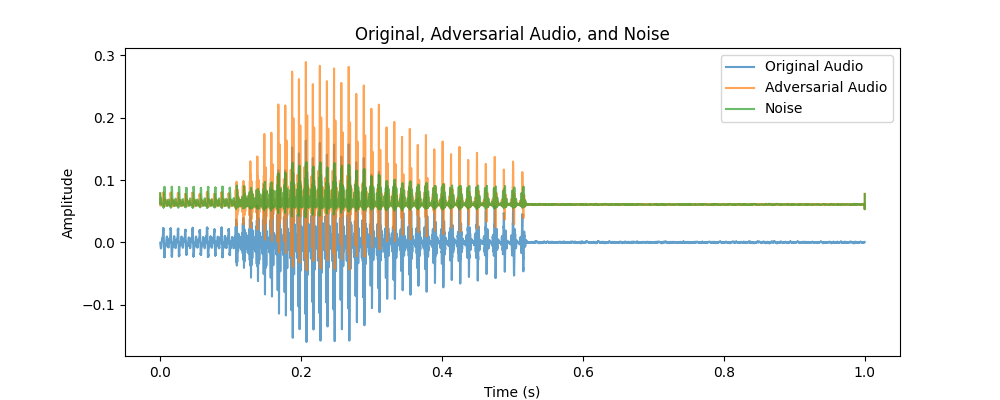 Original, Adversarial Audio, and Noise
0.3
0.2
0.1
0.0
−0.1
Amplitude
Original Audio
Adversarial Audio
Noise
0.0 0.2 0.4 0.6 0.8 1.0
Time (s)